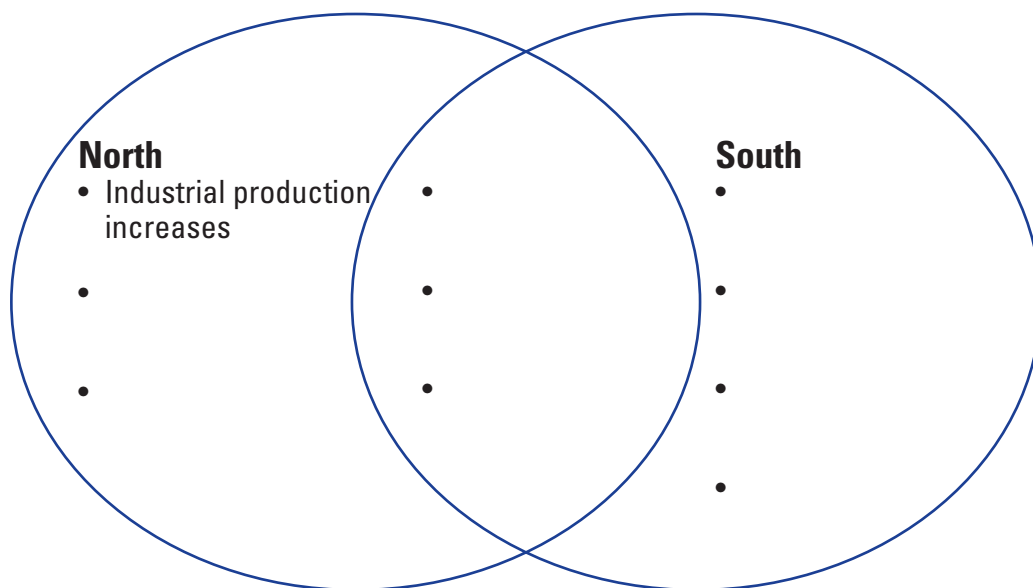 North
• Industrial production
increases
•
•
•
•
•
South
•
•
•
•